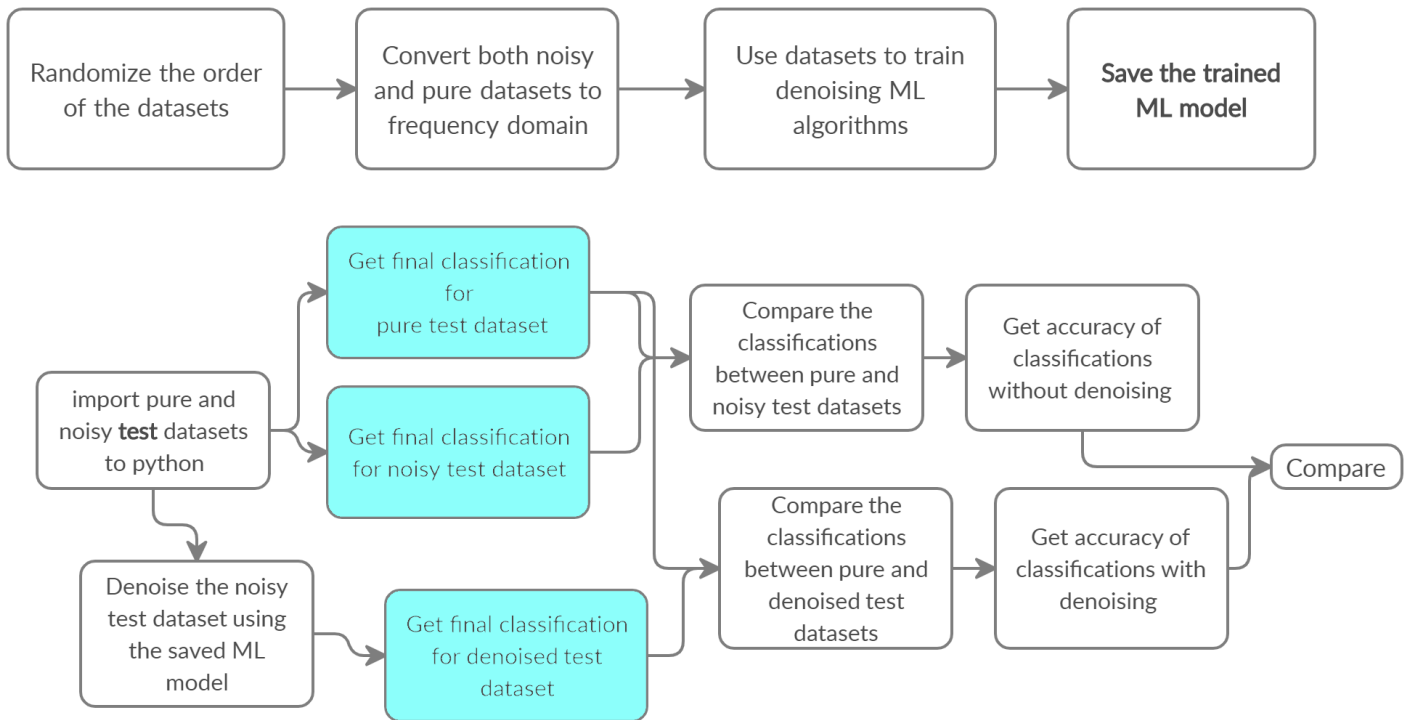 Randomize the order
of the datasets
Convert both noisy
and pure datasets to
frequency domain
Use datasets to train
denoising ML
algorithms
Save the trained
ML model
Get final classification
for
pure test dataset
import pure and
noisy test datasets
to python
Get final classification
for noisy test dataset
Compare the
classifications
between pure and
noisy test datasets
Get accuracy of
classifications
without denoising
Compare
Denoise the noisy
test dataset using
the saved ML
model
Get final classification
for denoised test
dataset
Compare the
classifications
between pure and
denoised test
datasets
Get accuracy of
classifications with
denoising